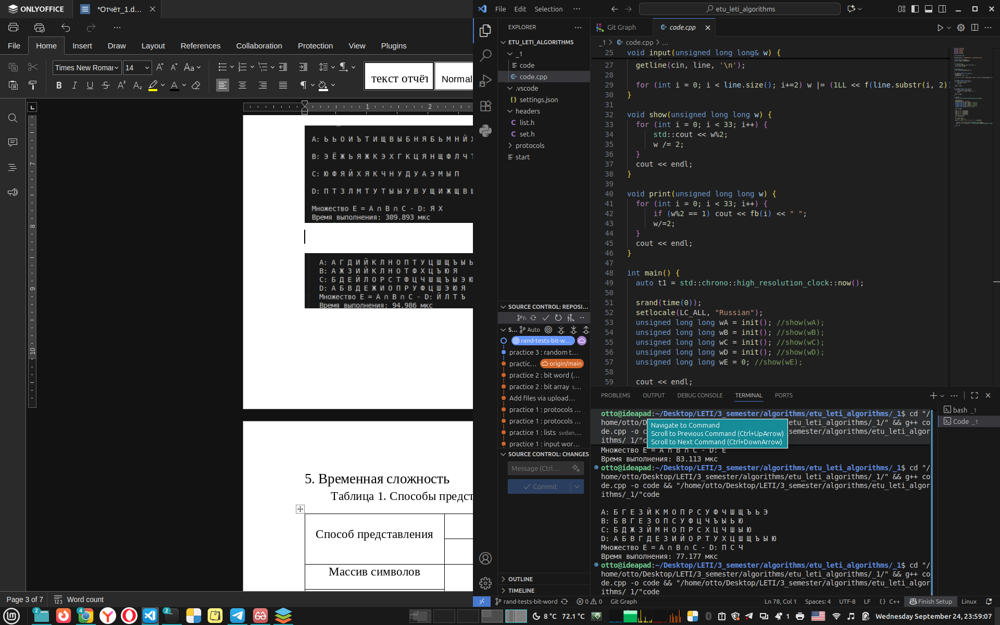 ONLYOFFICE
*Отчёт_1.d...
File Home Insert Draw Layout References Collaboration Protection View Plugins
Times New Roman 14
текст отчёт Normal
1 2
А: Ь Ь О И Ъ Т И Щ В Ы Б Н Я Б Ь М Н Й
В: Э Ё Ж Ь Я Ж К Э Х Г К Ц Я Н Щ Ф Л Ч
С: Ю Ф Я Й Х Я К Ч Н У Д У А Э М Ы П
D: П Т З Л М Т У Т Ы Ы У В У Щ И Ж Щ В
Множество E = A ∩ B ∩ C - D: Я Х
Время выполнения: 309.893 мкс
A: А Г Д И Й К Л Н О П Т У Ц Ш Щ Ъ Ы
B: А Ж З И Й К Л Н О Т Ф Х Ц Ъ Ю Я
C: Б Д Е Й Л О Р С Т Ф Ц Ч Ш Щ Ъ Ы Э
D: А Б В Д Е Ж И О П Р У Ф Ц Ш Э Ю Я
Множество E = A ∩ B ∩ C - D: Й Л Т Ъ
Время выполнения: 94.986 мкс
7
8
9
10
5. Временная сложность
Таблица 1. Способы предст
Способ представления
Массив символов
Page 3 of 7
Word count
File Edit Selection ···
etu_leti_algorithms
EXPLORER
ETU_LETI_ALGORITHMS
_1
code
code.cpp
.vscode
settings.json
headers
list.h
set.h
protocols
start
SOURCE CONTROL: REPOSI...
S... Auto
rand-tests-bit-w...
practice 3 : random t...
practic... origin/main
practice 2 : bit word (...
practice 2 : bit array s...
Add files via upload...
practice 1 : protocols ...
practice 1 : protocols ...
practice 1 : lists svdan...
practice 1 : input wor...
SOURCE CONTROL: CHANGES
Message (Ctrl...
Commit
OUTLINE
TIMELINE
Git Graph code.cpp
_1 > code.cpp > ...
25 void input(unsigned long long& w) {
27 getline(cin, line, '\n');
28
29 for (int i = 0; i < line.size(); i+=2) w |= (1LL << f(line.substr(i, 2))
30 }
31
32 void show(unsigned long long w) {
33 for (int i = 0; i < 33; i++) {
34 std::cout << w%2;
35 w /= 2;
36 }
37 cout << endl;
38 }
39
40 void print(unsigned long long w) {
41 for (int i = 0; i < 33; i++) {
42 if (w%2 == 1) cout << fb(i) << " ";
43 w/=2;
44 }
45 cout << endl;
46 }
47
48 int main() {
49 auto t1 = std::chrono::high_resolution_clock::now();
50
51 srand(time(0));
52 setlocale(LC_ALL, "Russian");
53 unsigned long long wA = init(); //show(wA);
54 unsigned long long wB = init(); //show(wB);
55 unsigned long long wC = init(); //show(wC);
56 unsigned long long wD = init(); //show(wD);
57 unsigned long long wE = 0; //show(wE);
58
59 cout << endl;
PROBLEMS OUTPUT DEBUG CONSOLE TERMINAL PORTS
bash _1
Code _1
otto@ideapad:~/Desktop/LETI/3_semester/algorithms/etu_leti_algorithms/_1$ cd "/
home/otto/D semester/algorithms/etu_leti_algorithms/_1/" && g++ co
de.cpp -o c semester/algorithms/etu_leti_algor
ithms/_1/"c
Navigate to Command
Scroll to Previous Command (Ctrl+UpArrow)
Scroll to Next Command (Ctrl+DownArrow)
Множество E = A ∩ B ∩ C - D: Е
Время выполнения: 83.113 мкс
otto@ideapad:~/Desktop/LETI/3_semester/algorithms/etu_leti_algorithms/_1$ cd "/
home/otto/Desktop/LETI/3_semester/algorithms/etu_leti_algorithms/_1/" && g++ co
de.cpp -o code && "/home/otto/Desktop/LETI/3_semester/algorithms/etu_leti_algor
ithms/_1/"code
A: Б Г Е З Й К М О П Р С У Ф Ч Ш Щ Ъ Ь Э
B: Б В Г Е З О П С У Ф Ц Ч Ъ Ы Ь Ю
C: Б Д Ж З Й М Н О П Р С Х Ц Ч Ш Ы Ю
D: А Б В Г Д Е З И Й О Р Т У Х Ц Ш Щ Ъ Ы Ю
Множество E = A ∩ B ∩ C - D: П С Ч
Время выполнения: 77.177 мкс
otto@ideapad:~/Desktop/LETI/3_semester/algorithms/etu_leti_algorithms/_1$ cd "/
home/otto/Desktop/LETI/3_semester/algorithms/etu_leti_algorithms/_1/" && g++ co
de.cpp -o code && "/home/otto/Desktop/LETI/3_semester/algorithms/etu_leti_algor
ithms/_1/"code
rand-tests-bit-word 0 0 Git Graph Ln 78, Col 1 Spaces: 4 UTF-8 LF {} C++ Finish Setup Linux
2 4 2 8 °C 72.1 °C 1 Wednesday September 24, 23:59:07